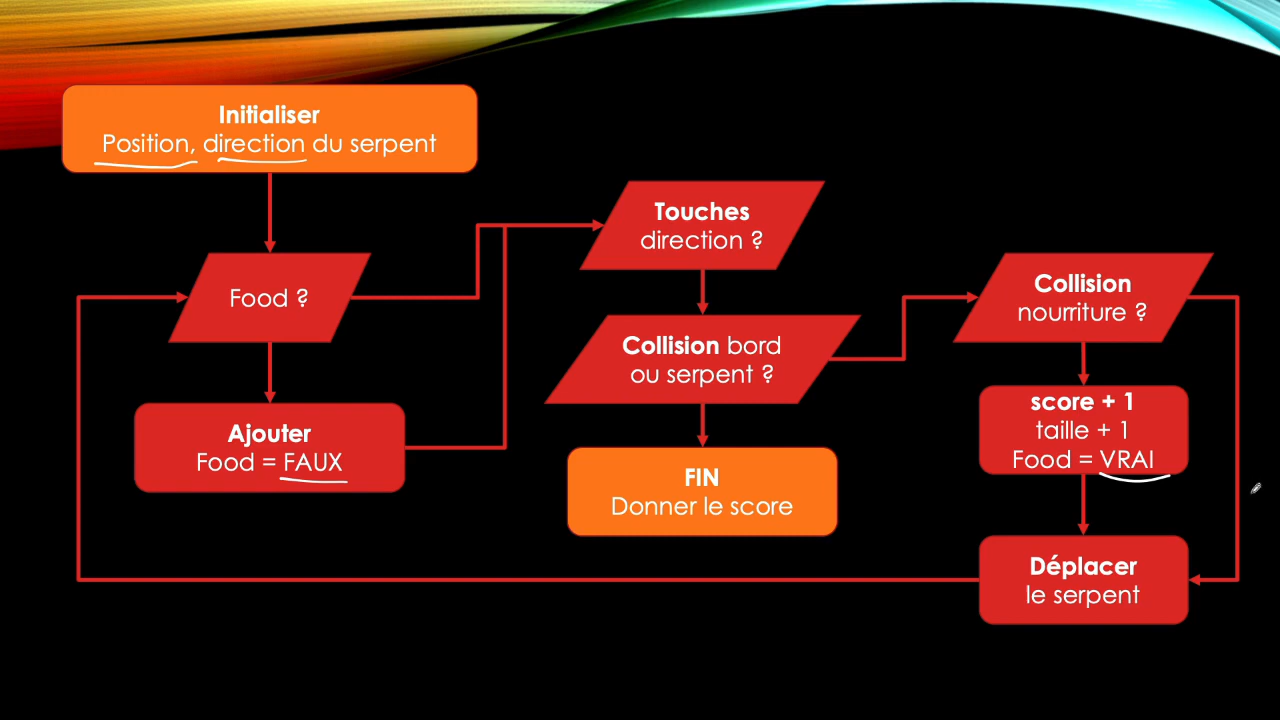 Initialiser
Position, direction du serpent
Food ?
Ajouter
Food = FAUX
Touches
direction ?
Collision bord
ou serpent ?
FIN
Donner le score
Collision
nourriture ?
score + 1
taille + 1
Food = VRAI
Déplacer
le serpent